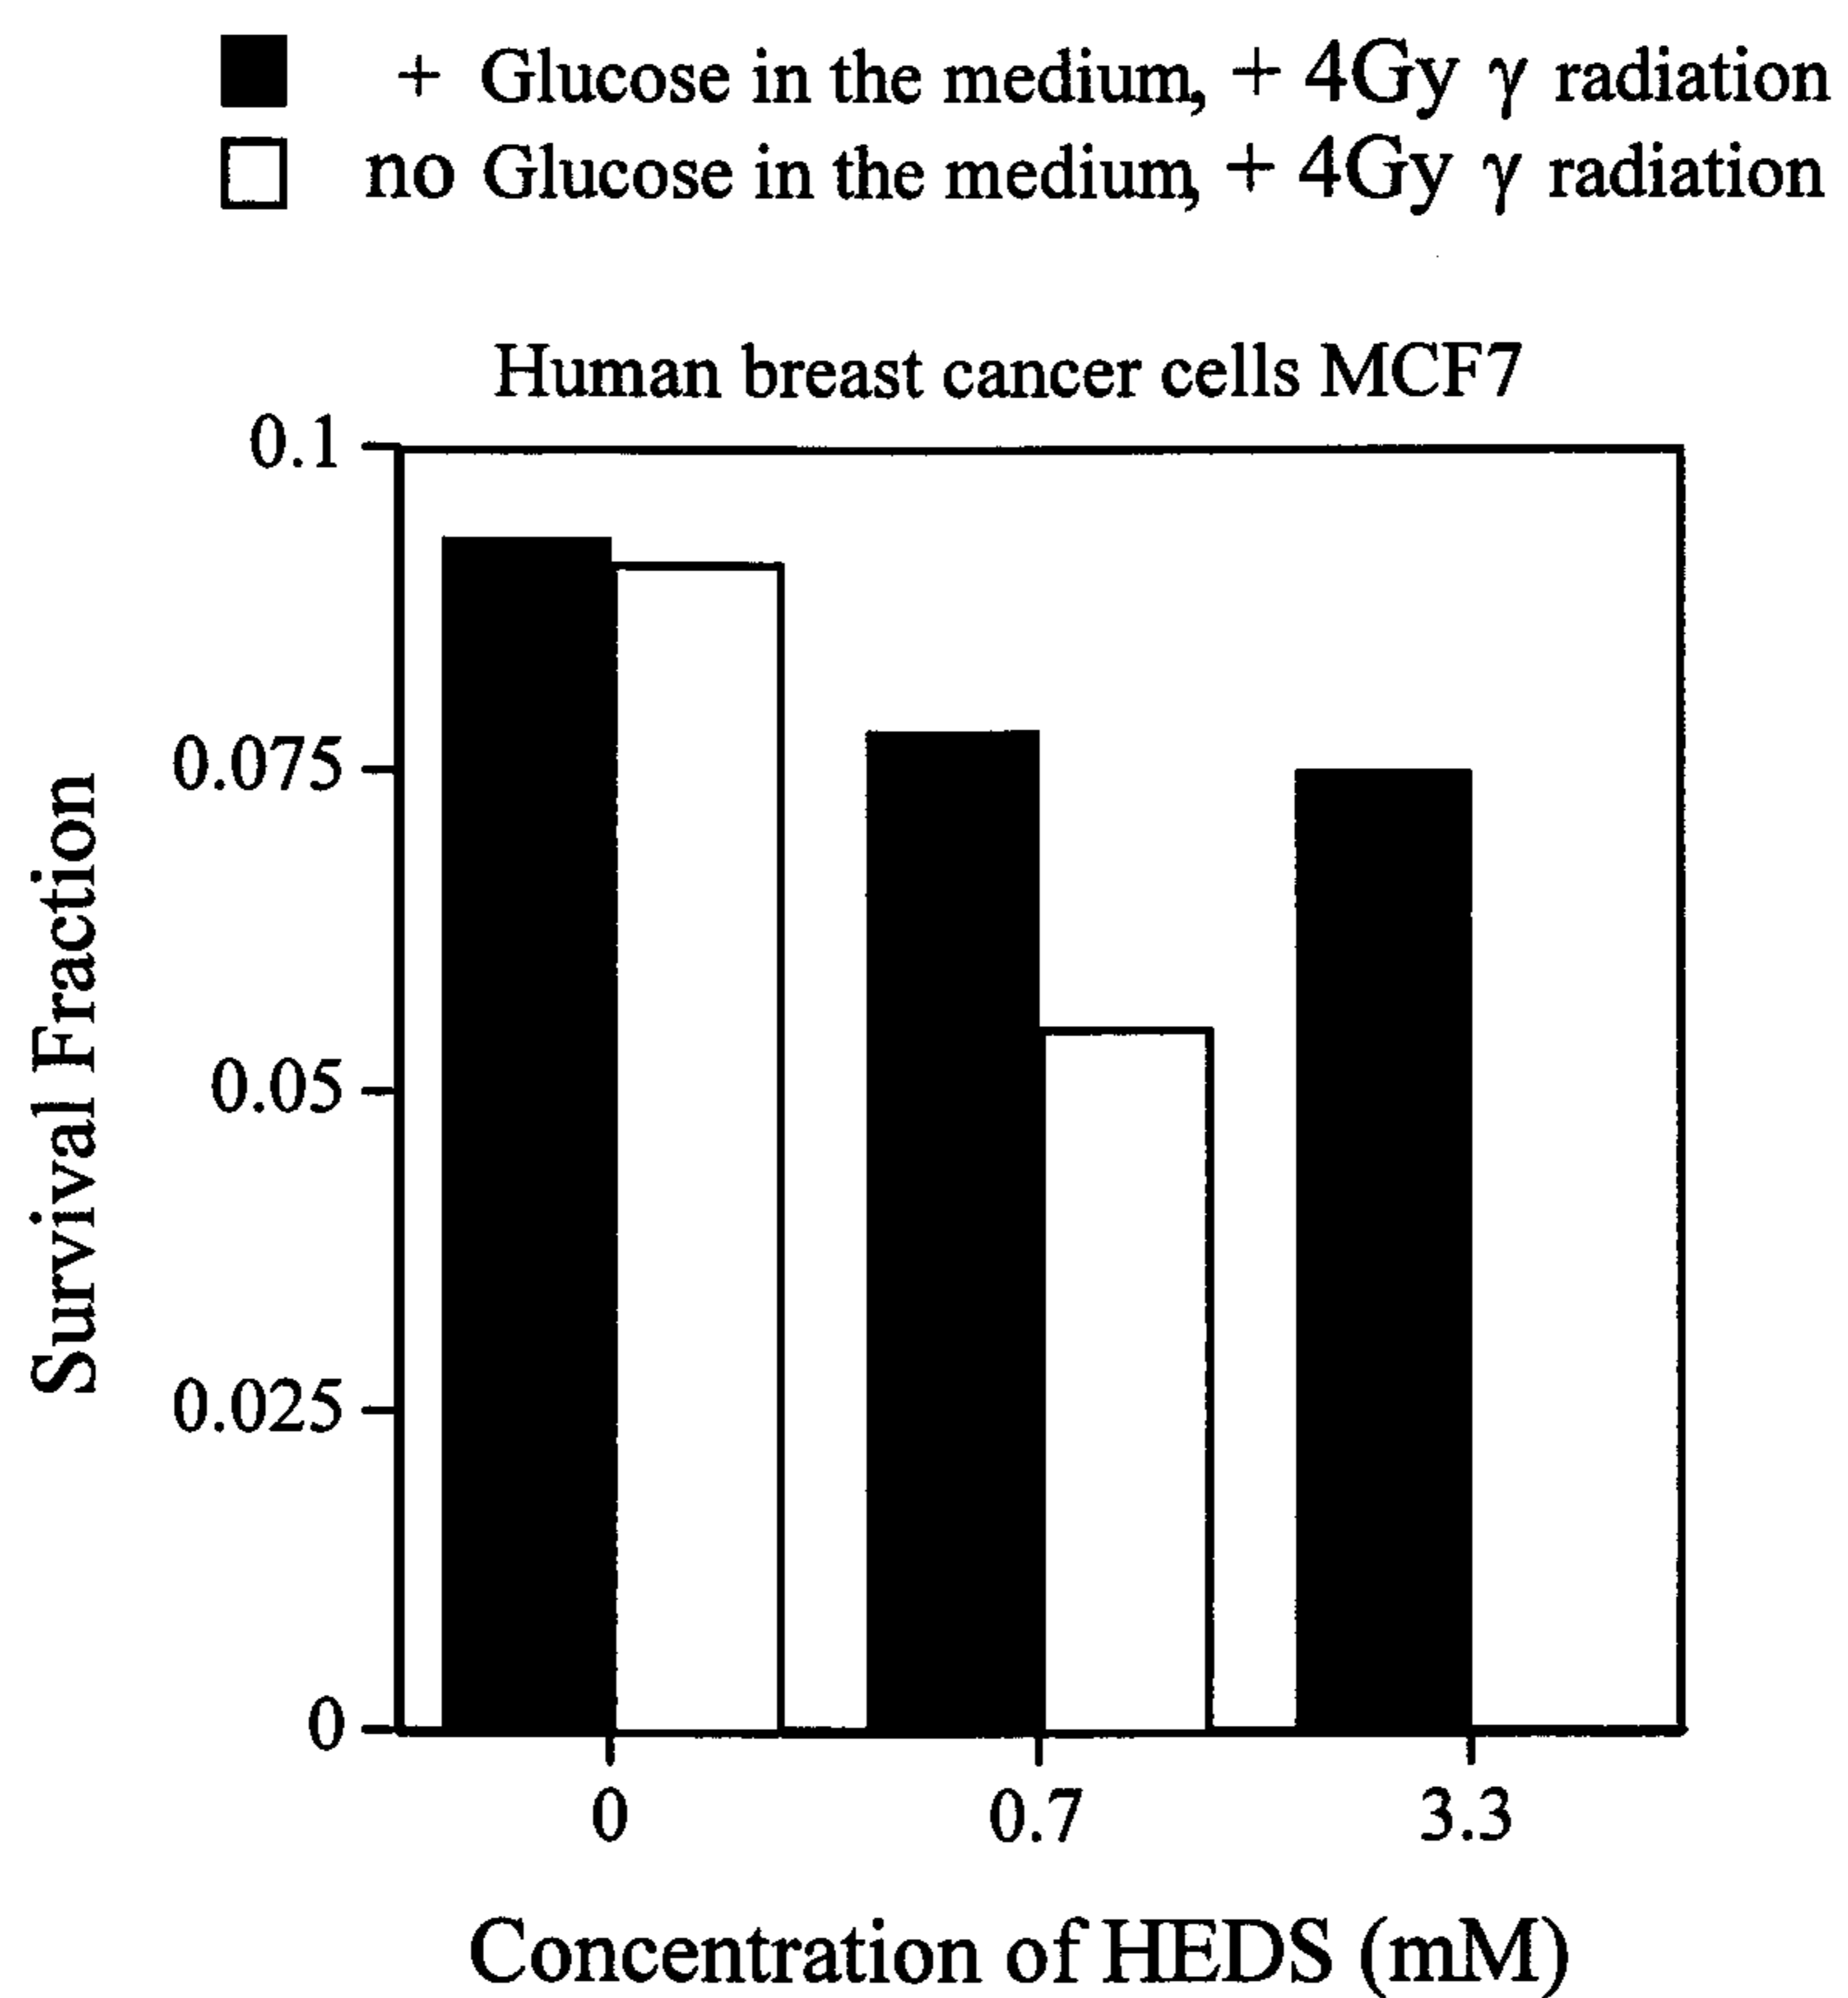 + Glucose in the medium, + 4Gy γ radiation
no Glucose in the medium, + 4Gy γ radiation
Human breast cancer cells MCF7
0.1
0.075
0.05
0.025
0
Survival Fraction
0 0.7 3.3
Concentration of HEDS (mM)